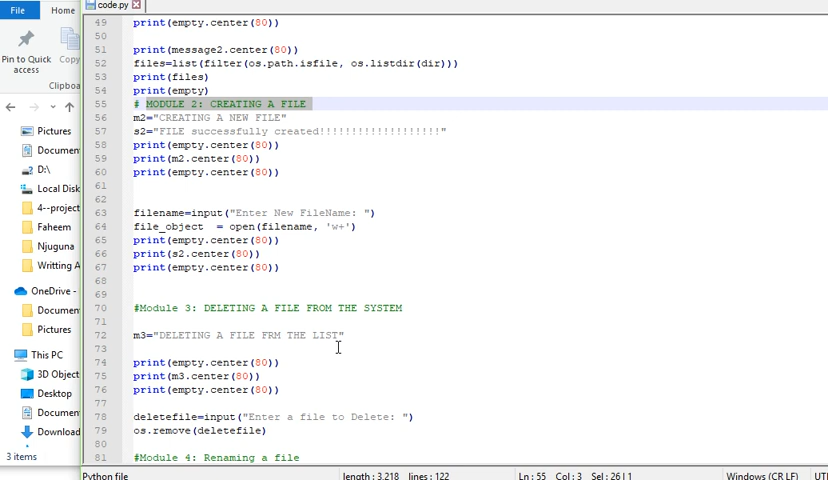 File
Home
Pin to Quick access
Copy
Clipboa
Pictures
Documen
D:\
Local Disk
4--project
Faheem
Njuguna
Writting A
OneDrive -
Documen
Pictures
This PC
3D Object
Desktop
Documen
Download
3 items
code.py
49 print(empty.center(80))
50
51 print(message2.center(80))
52 files=list(filter(os.path.isfile, os.listdir(dir)))
53 print(files)
54 print(empty)
55 # MODULE 2: CREATING A FILE
56 m2="CREATING A NEW FILE"
57 s2="FILE successfully created!!!!!!!!!!!!!!!!!!!"
58 print(empty.center(80))
59 print(m2.center(80))
60 print(empty.center(80))
61
62
63 filename=input("Enter New FileName: ")
64 file_object  = open(filename, 'w+')
65 print(empty.center(80))
66 print(s2.center(80))
67 print(empty.center(80))
68
69
70 #Module 3: DELETING A FILE FROM THE SYSTEM
71
72 m3="DELETING A FILE FRM THE LIST"
73
74 print(empty.center(80))
75 print(m3.center(80))
76 print(empty.center(80))
77
78 deletefile=input("Enter a file to Delete: ")
79 os.remove(deletefile)
80
81 #Module 4: Renaming a file
Python file length : 3,218 lines : 122 Ln : 55 Col : 3 Sel : 26 | 1 Windows (CR LF) UT